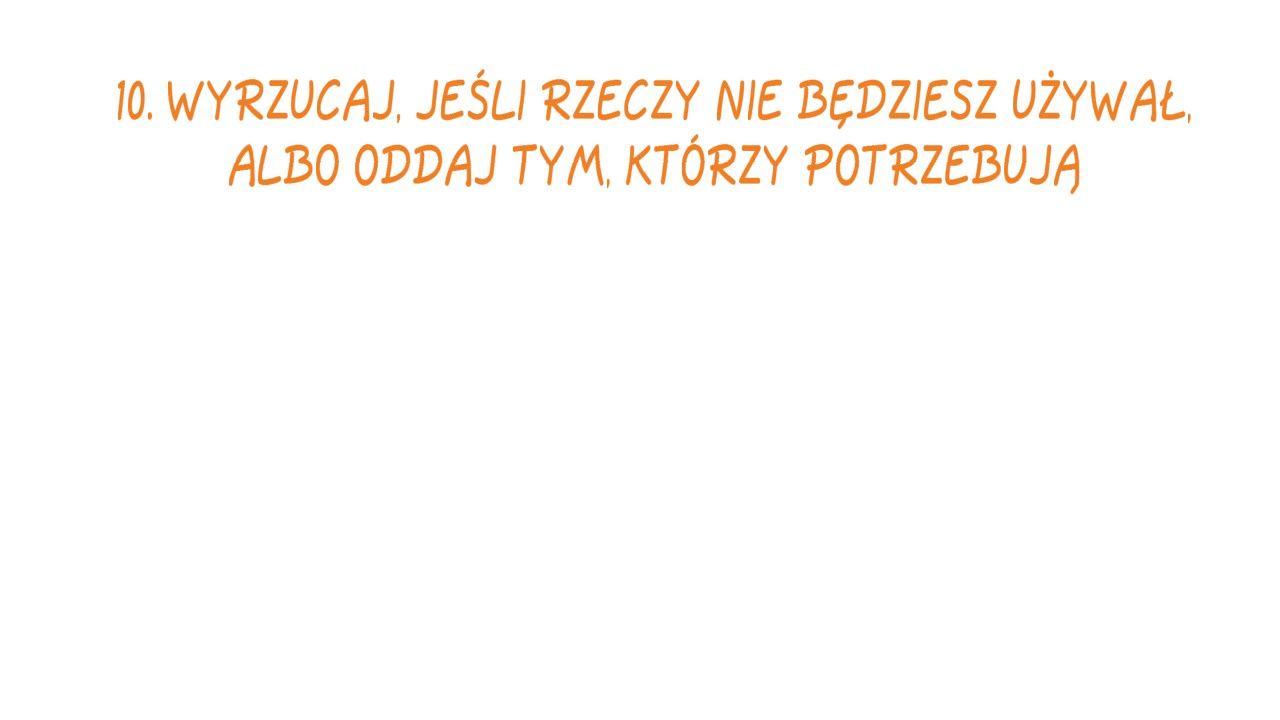 10. WYRZUCAJ, JEŚLI RZECZY NIE BĘDZIESZ UŻYWAŁ,
ALBO ODDAJ TYM, KTÓRZY POTRZEBUJĄ